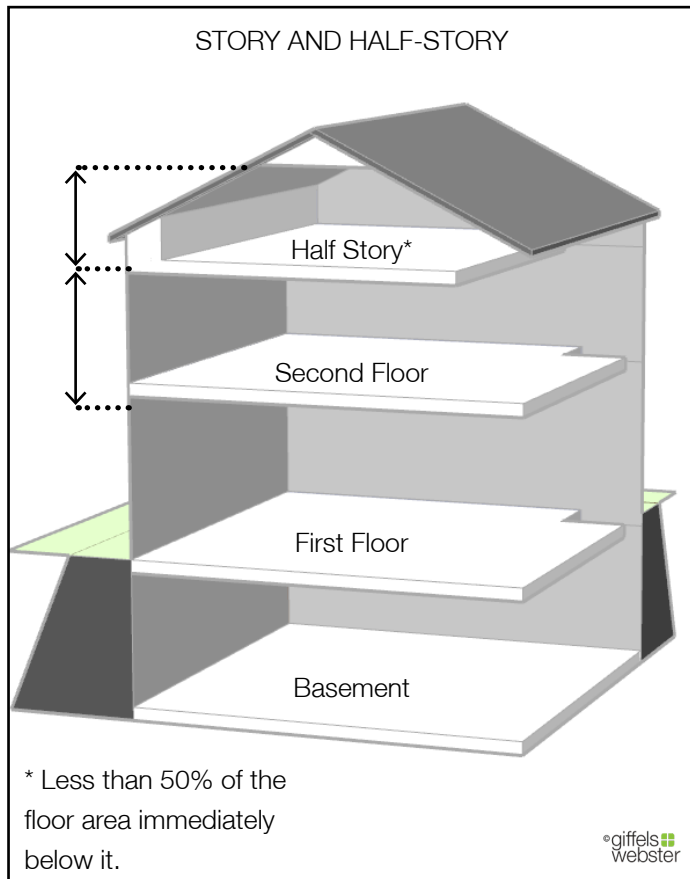 STORY AND HALF-STORY
Half Story*
Second Floor
First Floor
Basement
* Less than 50% of the
floor area immediately
below it.
©giffels
webster